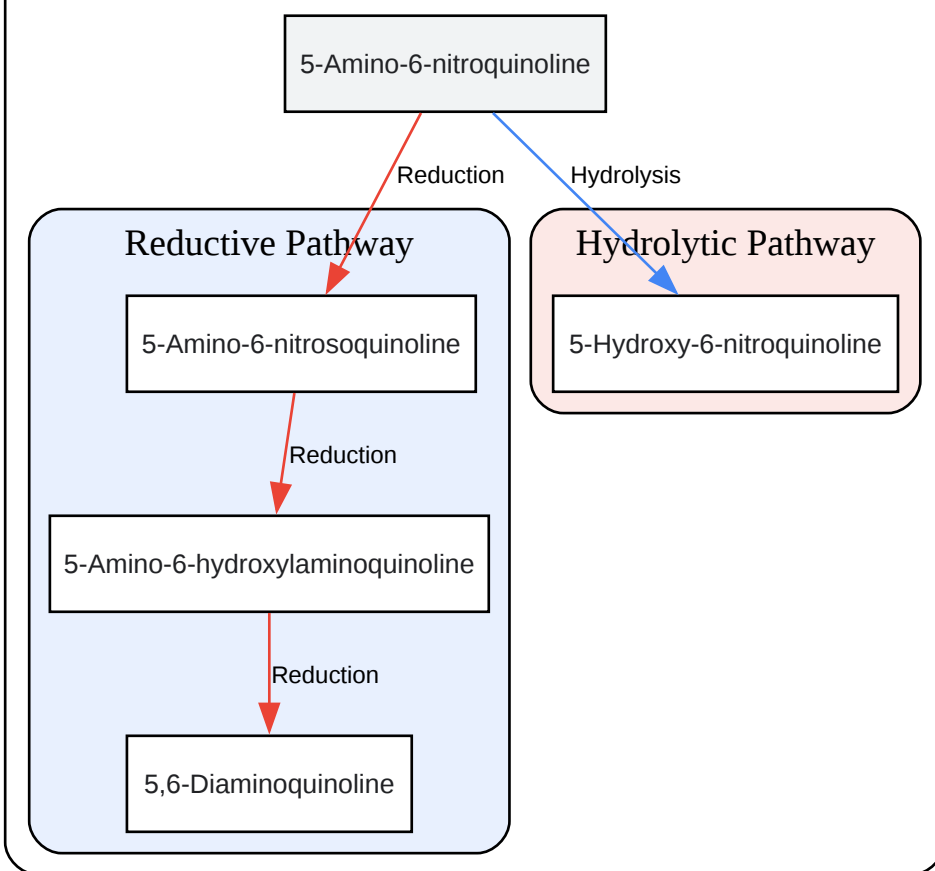 5-Amino-6-nitroquinoline
Reduction
Hydrolysis
Reductive Pathway
Hydrolytic Pathway
5-Amino-6-nitrosoquinoline
5-Hydroxy-6-nitroquinoline
Reduction
5-Amino-6-hydroxylaminoquinoline
Reduction
5,6-Diaminoquinoline